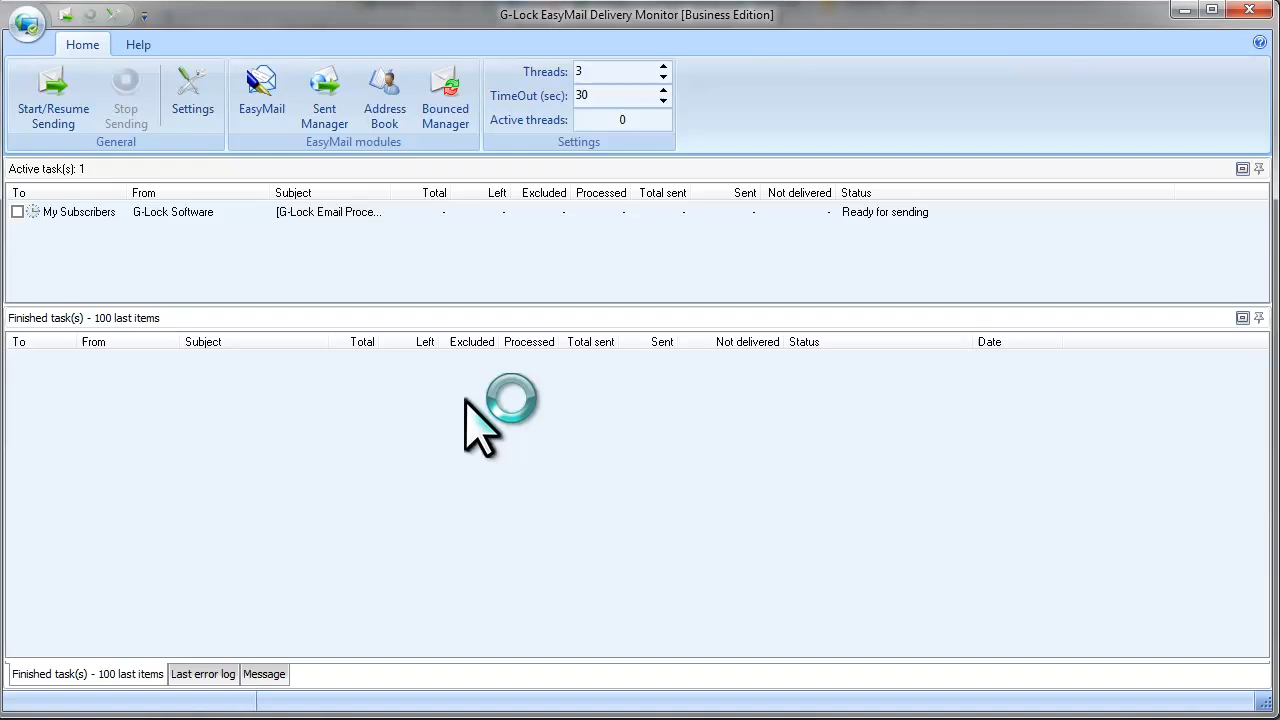 G-Lock EasyMail Delivery Monitor [Business Edition]
Home Help
Start/Resume Sending
Stop Sending
Settings
EasyMail
Sent Manager
Address Book
Bounced Manager
Threads: 3
TimeOut (sec): 30
Active threads: 0
General EasyMail modules Settings
Active task(s): 1
To From Subject Total Left Excluded Processed Total sent Sent Not delivered Status
My Subscribers G-Lock Software [G-Lock Email Proce... - - - - - - - Ready for sending
Finished task(s) - 100 last items
To From Subject Total Left Excluded Processed Total sent Sent Not delivered Status Date
Finished task(s) - 100 last items Last error log Message